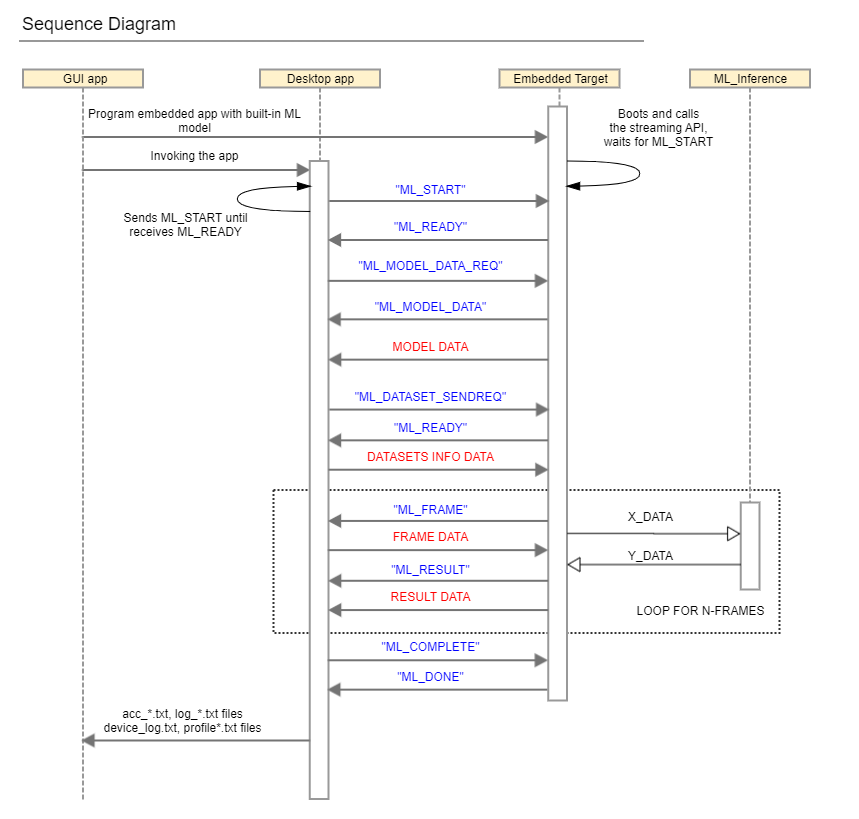 Sequence Diagram
GUI app
Desktop app
Embedded Target
ML_Inference
Program embedded app with built-in ML
model
Boots and calls
the streaming API,
waits for ML_START
Invoking the app
"ML_START"
Sends ML_START until
receives ML_READY
"ML_READY"
"ML_MODEL_DATA_REQ"
"ML_MODEL_DATA"
MODEL DATA
"ML_DATASET_SENDREQ"
"ML_READY"
DATASETS INFO DATA
"ML_FRAME"
X_DATA
FRAME DATA
Y_DATA
"ML_RESULT"
RESULT DATA
LOOP FOR N-FRAMES
"ML_COMPLETE"
"ML_DONE"
acc_*.txt, log_*.txt files
device_log.txt, profile*.txt files